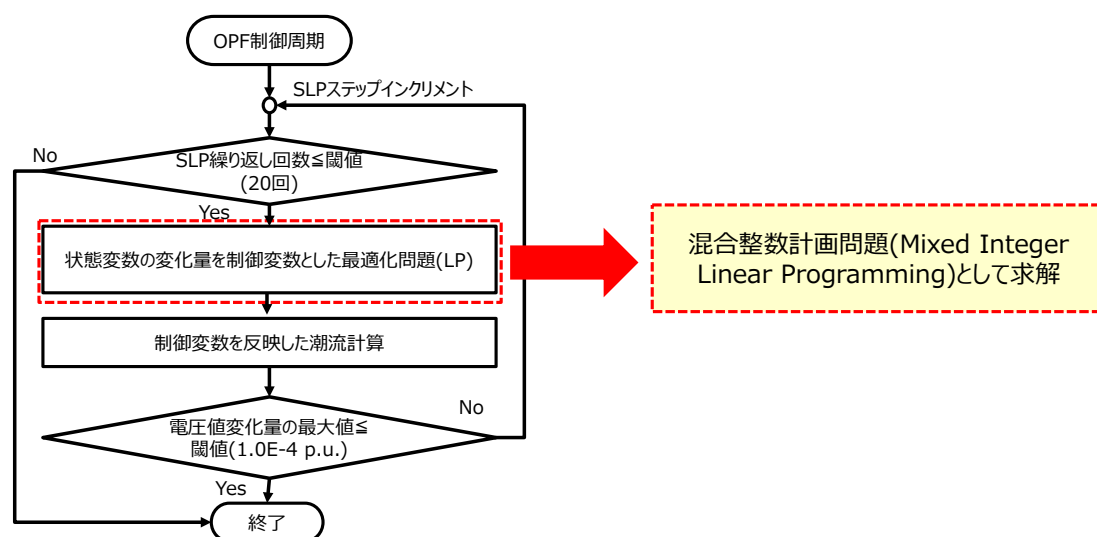 OPF制御周期
SLPステップインクリメント
No
SLP繰り返し回数≦閾値
(20回)
Yes
状態変数の変化量を制御変数とした最適化問題(LP)
混合整数計画問題(Mixed Integer
Linear Programming)として求解
制御変数を反映した潮流計算
電圧値変化量の最大値≦
閾値(1.0E-4 p.u.)
No
Yes
終了